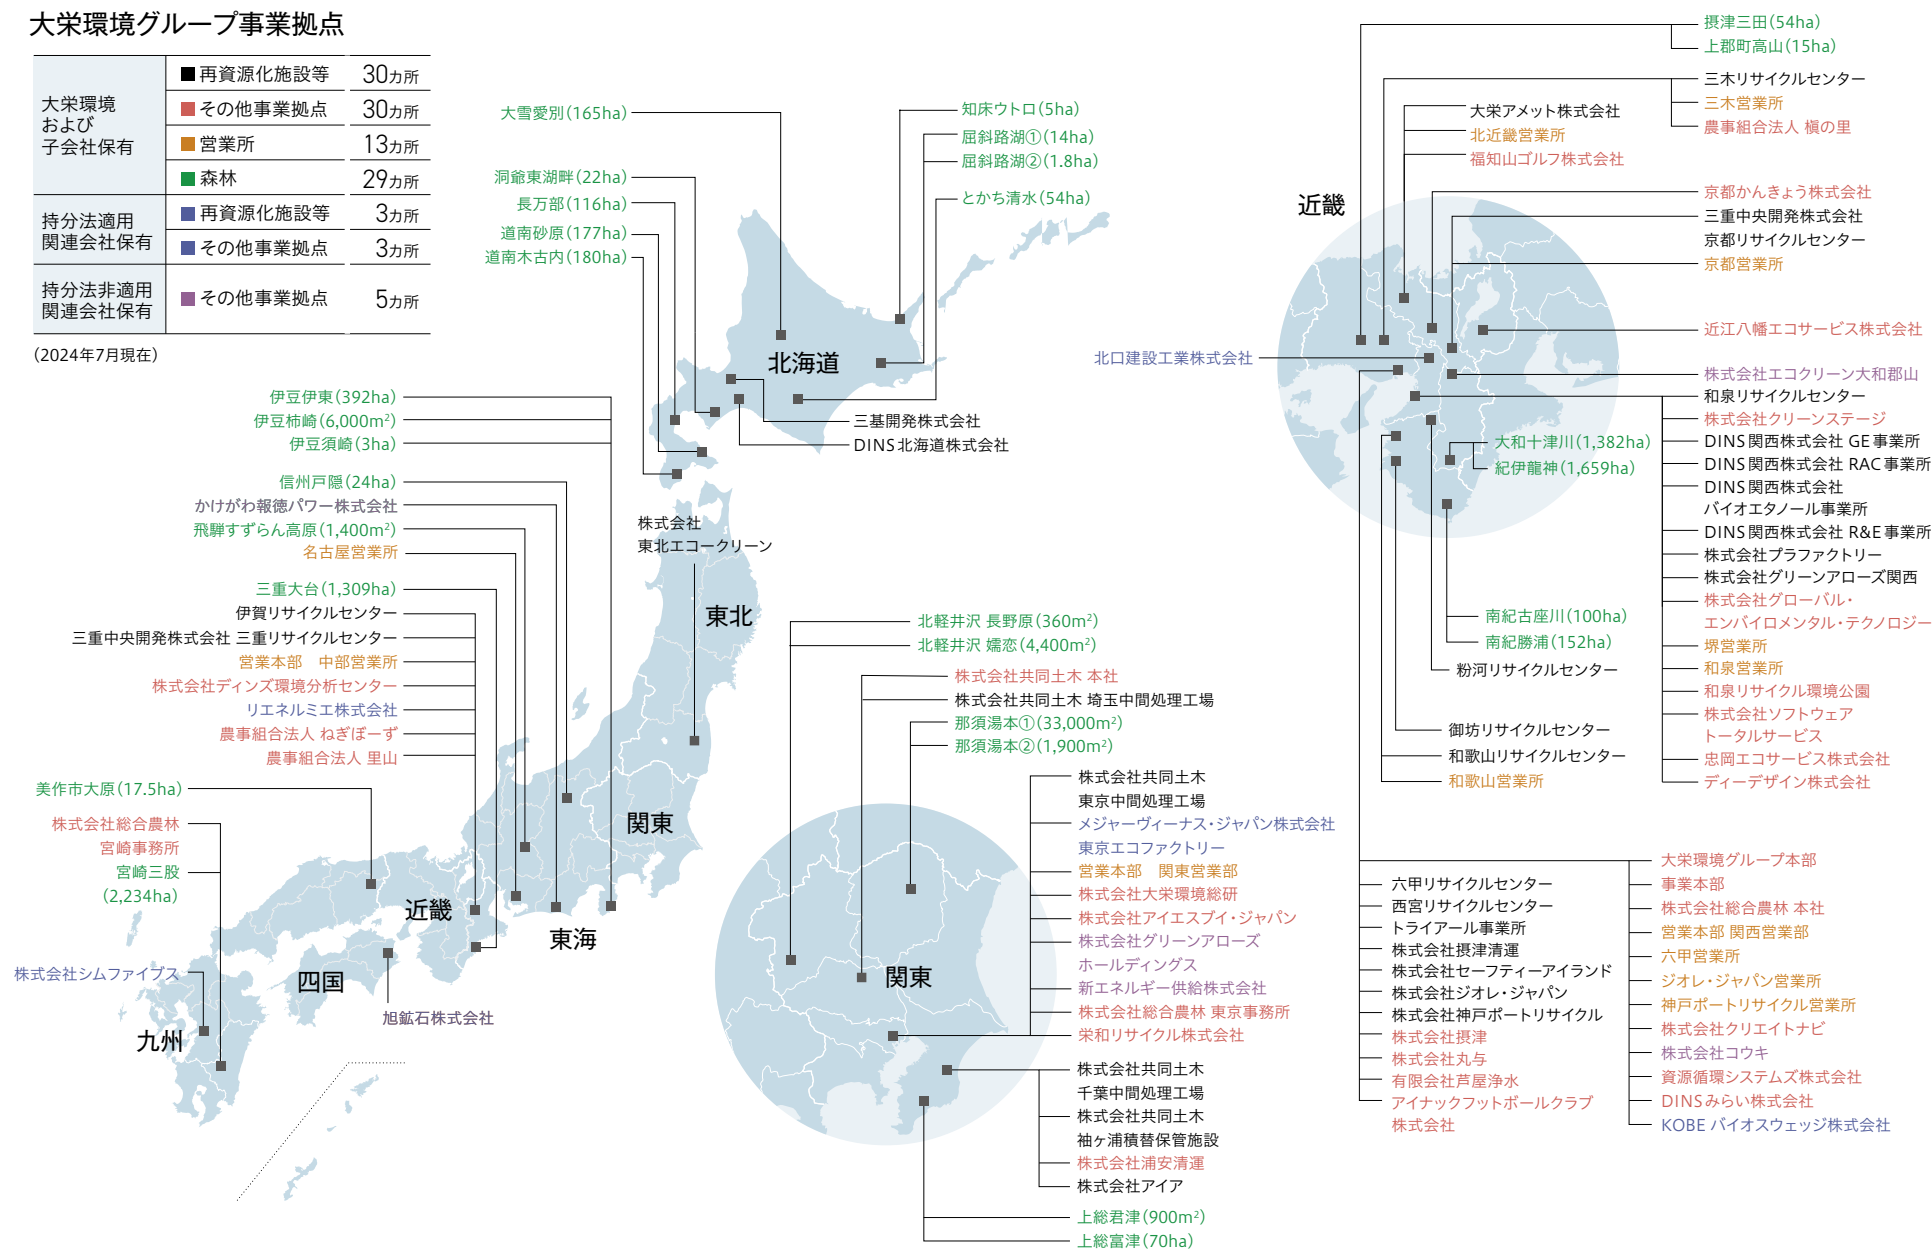 大栄環境グループ事業拠点
大栄環境
および
子会社保有
再資源化施設等 30カ所
その他事業拠点 30カ所
営業所 13カ所
森林 29カ所
持分法適用
関連会社保有
再資源化施設等 3カ所
その他事業拠点 3カ所
持分法非適用
関連会社保有
その他事業拠点 5カ所
(2024年7月現在)
大雪愛別(165ha)
洞爺東湖畔(22ha)
長万部(116ha)
道南砂原(177ha)
道南木古内(180ha)
知床ウトロ(5ha)
屈斜路湖①(14ha)
屈斜路湖②(1.8ha)
とかち清水(54ha)
北海道
三基開発株式会社
DINS北海道株式会社
伊豆伊東(392ha)
伊豆柿崎(6,000m²)
伊豆須崎(3ha)
信州戸隠(24ha)
かけがわ報徳パワー株式会社
飛騨すずらん高原(1,400m²)
名古屋営業所
三重大台(1,309ha)
伊賀リサイクルセンター
三重中央開発株式会社 三重リサイクルセンター
営業本部 中部営業所
株式会社ディンズ環境分析センター
リエネルミエ株式会社
農事組合法人 ねぎぼーず
農事組合法人 里山
美作市大原(17.5ha)
株式会社総合農林
宮崎事務所
宮崎三股
(2,234ha)
株式会社シムファイブス
九州
四国
旭鉱石株式会社
近畿
東海
関東
東北
株式会社
東北エコークリーン
北軽井沢 長野原(360m²)
北軽井沢 嬬恋(4,400m²)
株式会社共同土木 本社
株式会社共同土木 埼玉中間処理工場
那須湯本①(33,000m²)
那須湯本②(1,900m²)
関東
株式会社共同土木
東京中間処理工場
メジャーヴィーナス・ジャパン株式会社
東京エコファクトリー
営業本部 関東営業部
株式会社大栄環境総研
株式会社アイエスブイ・ジャパン
株式会社グリーンアローズ
ホールディングス
新エネルギー供給株式会社
株式会社総合農林 東京事務所
栄和リサイクル株式会社
株式会社共同土木
千葉中間処理工場
株式会社共同土木
袖ヶ浦積替保管施設
株式会社浦安清運
株式会社アイア
上総君津(900m²)
上総富津(70ha)
近畿
摂津三田(54ha)
上郡町高山(15ha)
三木リサイクルセンター
三木営業所
農事組合法人 槇の里
大栄アメット株式会社
北近畿営業所
福知山ゴルフ株式会社
京都かんきょう株式会社
三重中央開発株式会社
京都リサイクルセンター
京都営業所
近江八幡エコサービス株式会社
北口建設工業株式会社
株式会社エコクリーン大和郡山
和泉リサイクルセンター
株式会社クリーンステージ
DINS関西株式会社 GE事業所
DINS関西株式会社 RAC事業所
DINS関西株式会社
バイオエタノール事業所
DINS関西株式会社 R&E事業所
株式会社プラファクトリー
株式会社グリーンアローズ関西
株式会社グローバル・
エンバイロメンタル・テクノロジー
堺営業所
和泉営業所
和泉リサイクル環境公園
株式会社ソフトウェア
トータルサービス
忠岡エコサービス株式会社
ディーデザイン株式会社
大和十津川(1,382ha)
紀伊龍神(1,659ha)
南紀古座川(100ha)
南紀勝浦(152ha)
粉河リサイクルセンター
御坊リサイクルセンター
和歌山リサイクルセンター
和歌山営業所
六甲リサイクルセンター
西宮リサイクルセンター
トライアール事業所
株式会社摂津清運
株式会社セーフティーアイランド
株式会社ジオレ・ジャパン
株式会社神戸ポートリサイクル
株式会社摂津
株式会社丸与
有限会社芦屋浄水
アイナックフットボールクラブ
株式会社
大栄環境グループ本部
事業本部
株式会社総合農林 本社
営業本部 関西営業部
六甲営業所
ジオレ・ジャパン営業所
神戸ポートリサイクル営業所
株式会社クリエイトナビ
株式会社コウキ
資源循環システムズ株式会社
DINSみらい株式会社
KOBE バイオスウェッジ株式会社